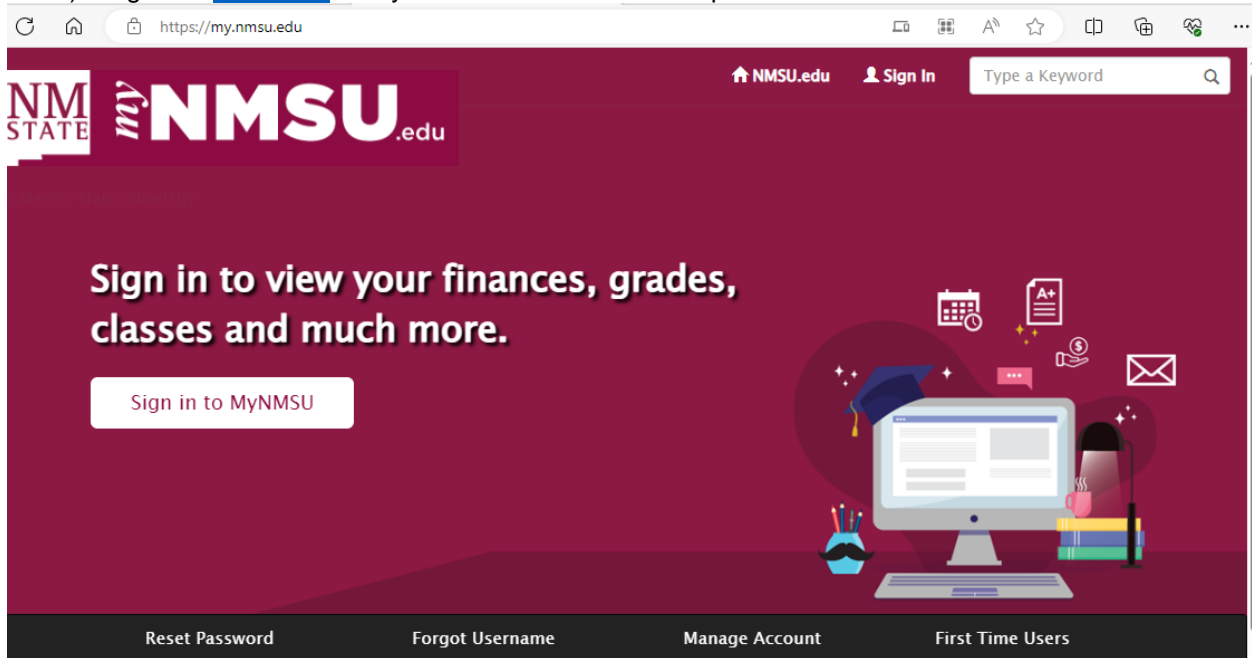 https://my.nmsu.edu
NMSU.edu Sign In Type a Keyword
NM
STATE
my NMSU.edu
Sign in to view your finances, grades,
classes and much more.
A+
$
Sign in to MyNMSU
Reset Password Forgot Username Manage Account First Time Users